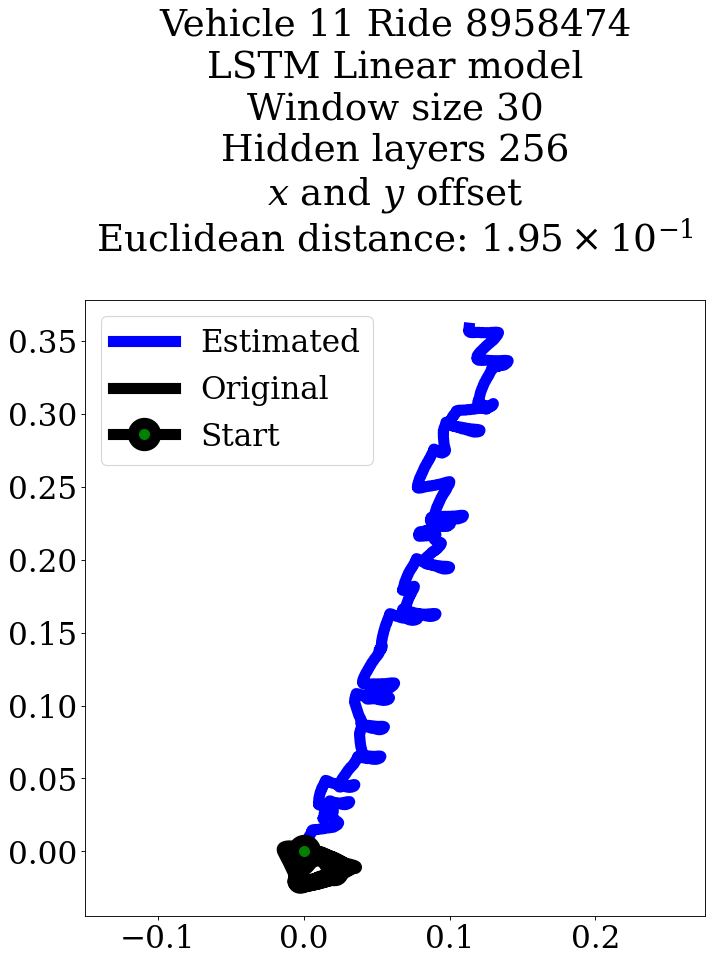 Vehicle 11 Ride 8958474
LSTM Linear model
Window size 30
Hidden layers 256
x and y offset
Euclidean distance: 1.95 × 10⁻¹
Estimated
Original
Start
0.35
0.30
0.25
0.20
0.15
0.10
0.05
0.00
−0.1 0.0 0.1 0.2